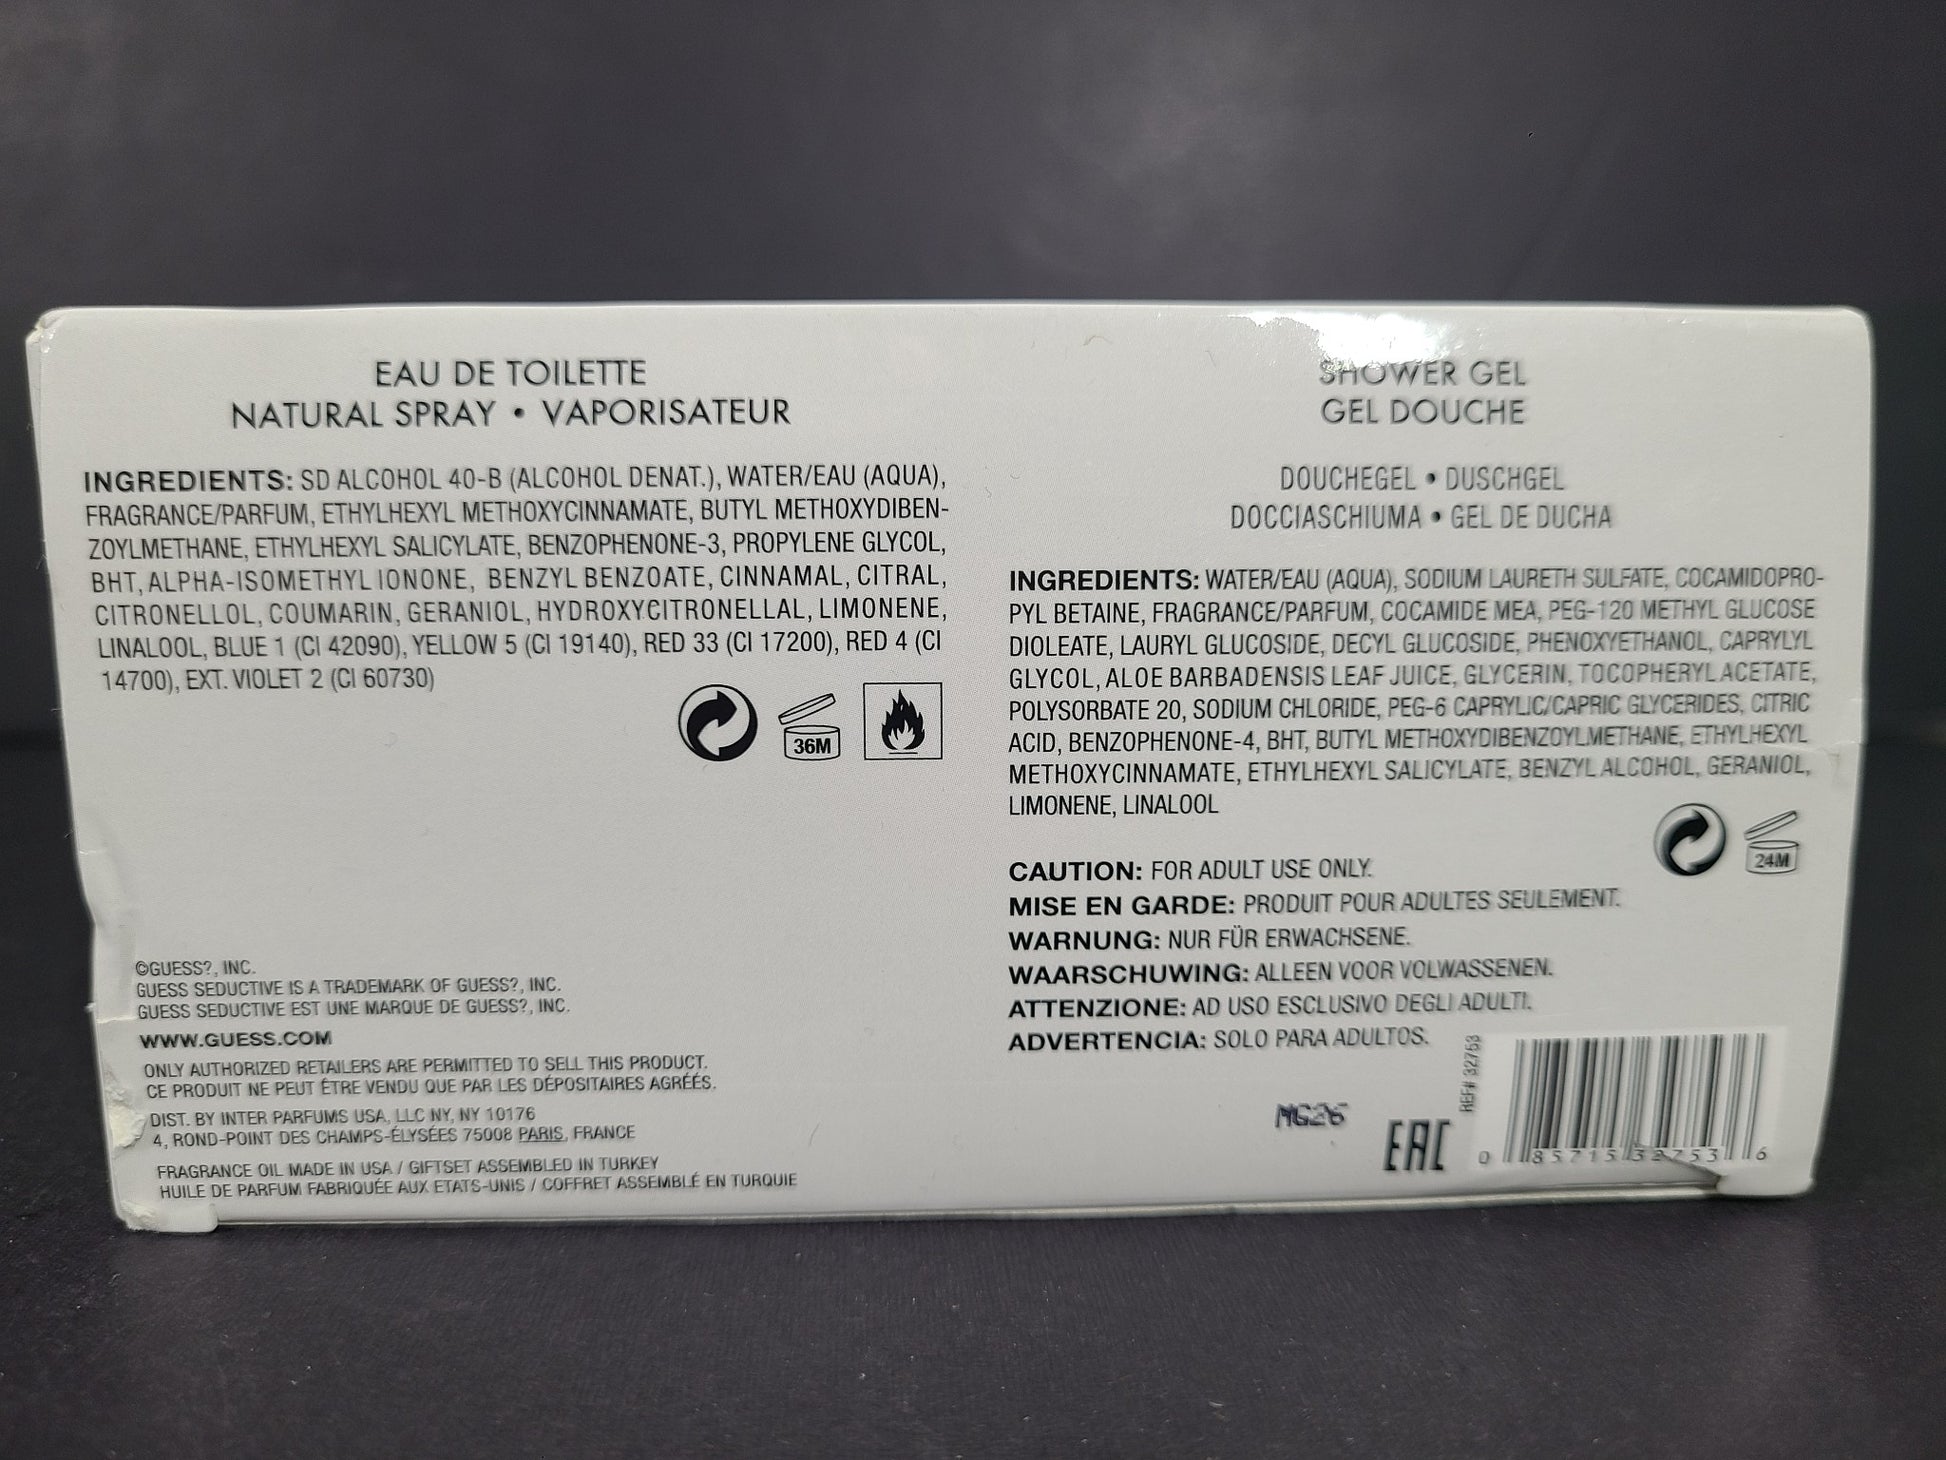 EAU DE TOILETTE
NATURAL SPRAY • VAPORISATEUR
INGREDIENTS: SD ALCOHOL 40-B (ALCOHOL DENAT.), WATER/EAU (AQUA),
FRAGRANCE/PARFUM, ETHYLHEXYL METHOXYCINNAMATE, BUTYL METHOXYDIBEN-
ZOYLMETHANE, ETHYLHEXYL SALICYLATE, BENZOPHENONE-3, PROPYLENE GLYCOL,
BHT, ALPHA-ISOMETHYL IONONE, BENZYL BENZOATE, CINNAMAL, CITRAL,
CITRONELLOL, COUMARIN, GERANIOL, HYDROXYCITRONELLAL, LIMONENE,
LINALOOL, BLUE 1 (CI 42090), YELLOW 5 (CI 19140), RED 33 (CI 17200), RED 4 (CI
14700), EXT. VIOLET 2 (CI 60730)
36M
©GUESS?, INC.
GUESS SEDUCTIVE IS A TRADEMARK OF GUESS?, INC.
GUESS SEDUCTIVE EST UNE MARQUE DE GUESS?, INC.
WWW.GUESS.COM
ONLY AUTHORIZED RETAILERS ARE PERMITTED TO SELL THIS PRODUCT.
CE PRODUIT NE PEUT ÊTRE VENDU QUE PAR LES DÉPOSITAIRES AGRÉÉS.
DIST. BY INTER PARFUMS USA, LLC NY, NY 10176
4, ROND-POINT DES CHAMPS-ÉLYSÉES 75008 PARIS, FRANCE
FRAGRANCE OIL MADE IN USA / GIFTSET ASSEMBLED IN TURKEY
HUILE DE PARFUM FABRIQUÉE AUX ETATS-UNIS / COFFRET ASSEMBLÉ EN TURQUIE
SHOWER GEL
GEL DOUCHE
DOUCHEGEL • DUSCHGEL
DOCCIASCHIUMA • GEL DE DUCHA
INGREDIENTS: WATER/EAU (AQUA), SODIUM LAURETH SULFATE, COCAMIDOPRO-
PYL BETAINE, FRAGRANCE/PARFUM, COCAMIDE MEA, PEG-120 METHYL GLUCOSE
DIOLEATE, LAURYL GLUCOSIDE, DECYL GLUCOSIDE, PHENOXYETHANOL, CAPRYLYL
GLYCOL, ALOE BARBADENSIS LEAF JUICE, GLYCERIN, TOCOPHERYL ACETATE,
POLYSORBATE 20, SODIUM CHLORIDE, PEG-6 CAPRYLIC/CAPRIC GLYCERIDES, CITRIC
ACID, BENZOPHENONE-4, BHT, BUTYL METHOXYDIBENZOYLMETHANE, ETHYLHEXYL
METHOXYCINNAMATE, ETHYLHEXYL SALICYLATE, BENZYL ALCOHOL, GERANIOL,
LIMONENE, LINALOOL
24M
CAUTION: FOR ADULT USE ONLY.
MISE EN GARDE: PRODUIT POUR ADULTES SEULEMENT.
WARNUNG: NUR FÜR ERWACHSENE.
WAARSCHUWING: ALLEEN VOOR VOLWASSENEN.
ATTENZIONE: AD USO ESCLUSIVO DEGLI ADULTI.
ADVERTENCIA: SOLO PARA ADULTOS.
REF# 32753
MG26
EAC
0 85715 32753 6